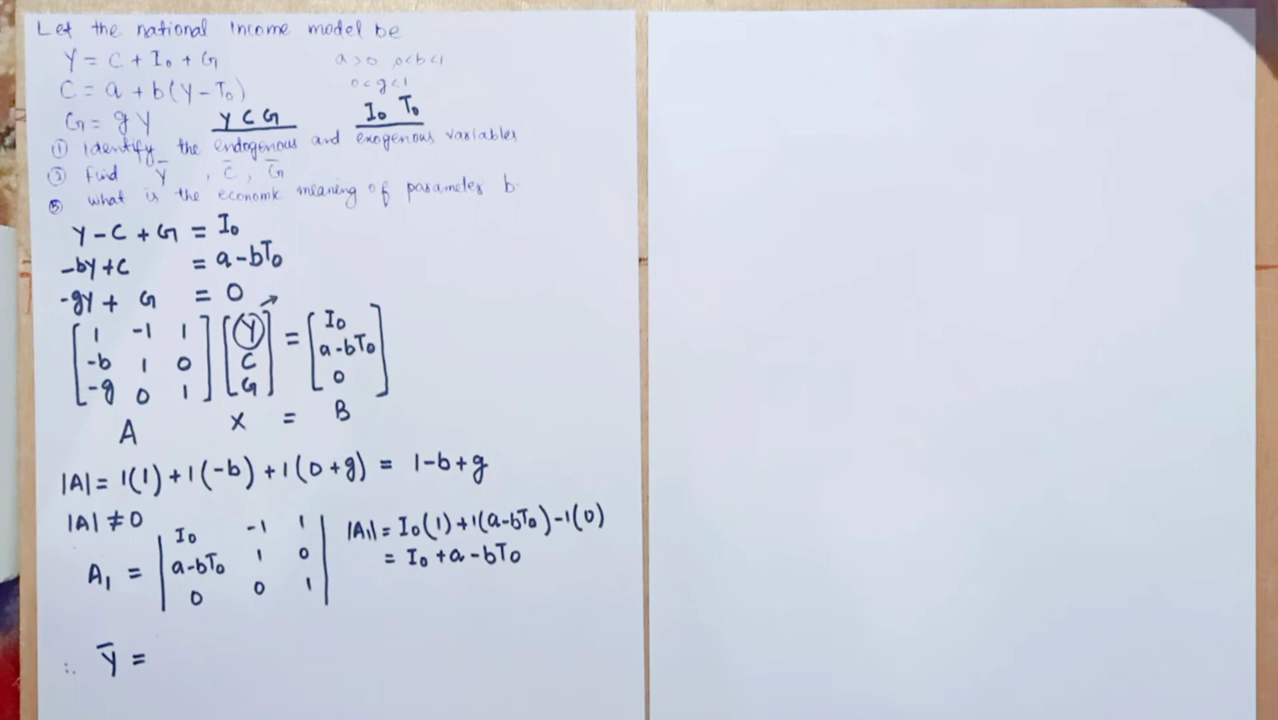 Let the national income model be
Y = C + I₀ + G a>0 0<b<1
C = a + b(Y-T₀) 0<g<1
G = gY Y C G I₀ T₀
① Identify the endogenous and exogenous variables
② Find Ȳ, C̄, Ḡ
③ what is the economic meaning of parameter b
Y - C + G = I₀
-bY + C = a - bT₀
-gY + G = 0
[1 -1 1] [Y] = [I₀]
[-b 1 0] [C] [a-bT₀]
[-g 0 1] [G] [0]
A X = B
|A| = 1(1) + 1(-b) + 1(0+g) = 1-b+g
|A| ≠ 0
A₁ = | I₀ -1 1 |
| a-bT₀ 1 0 |
| 0 0 1 |
|A₁| = I₀(1) + 1(a-bT₀) - 1(0)
= I₀ + a - bT₀
∴ Ȳ =